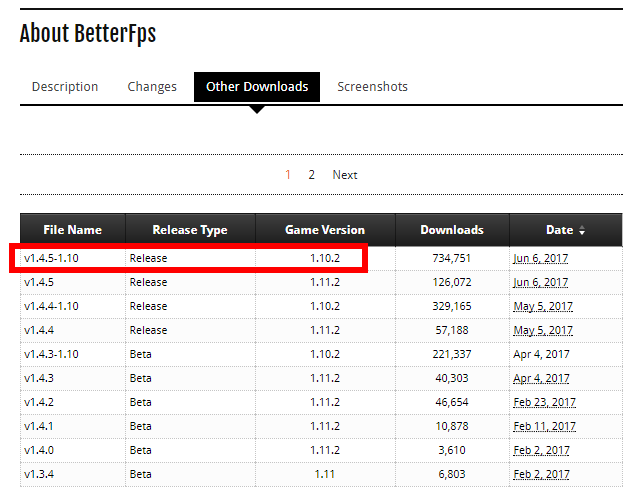 About BetterFps
Description Changes Other Downloads Screenshots
1 2 Next
File Name Release Type Game Version Downloads Date
v1.4.5-1.10 Release 1.10.2 734,751 Jun 6, 2017
v1.4.5 Release 1.11.2 126,072 Jun 6, 2017
v1.4.4-1.10 Release 1.10.2 329,165 May 5, 2017
v1.4.4 Release 1.11.2 57,188 May 5, 2017
v1.4.3-1.10 Beta 1.10.2 221,337 Apr 4, 2017
v1.4.3 Beta 1.11.2 40,303 Apr 4, 2017
v1.4.2 Beta 1.11.2 46,654 Feb 23, 2017
v1.4.1 Beta 1.11.2 10,878 Feb 11, 2017
v1.4.0 Beta 1.11.2 3,610 Feb 2, 2017
v1.3.4 Beta 1.11 6,803 Feb 2, 2017